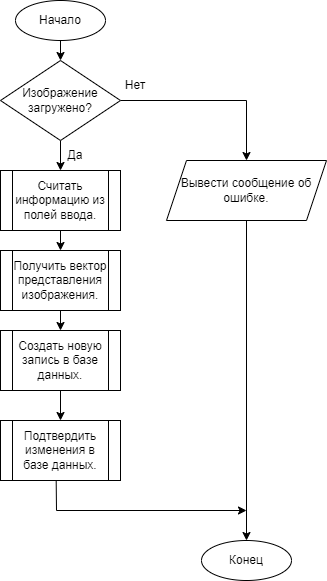 Начало
Изображение
загружено?
Нет
Да
Считать
информацию из
полей ввода.
Вывести сообщение об
ошибке.
Получить вектор
представления
изображения.
Создать новую
запись в базе
данных.
Подтвердить
изменения в
базе данных.
Конец